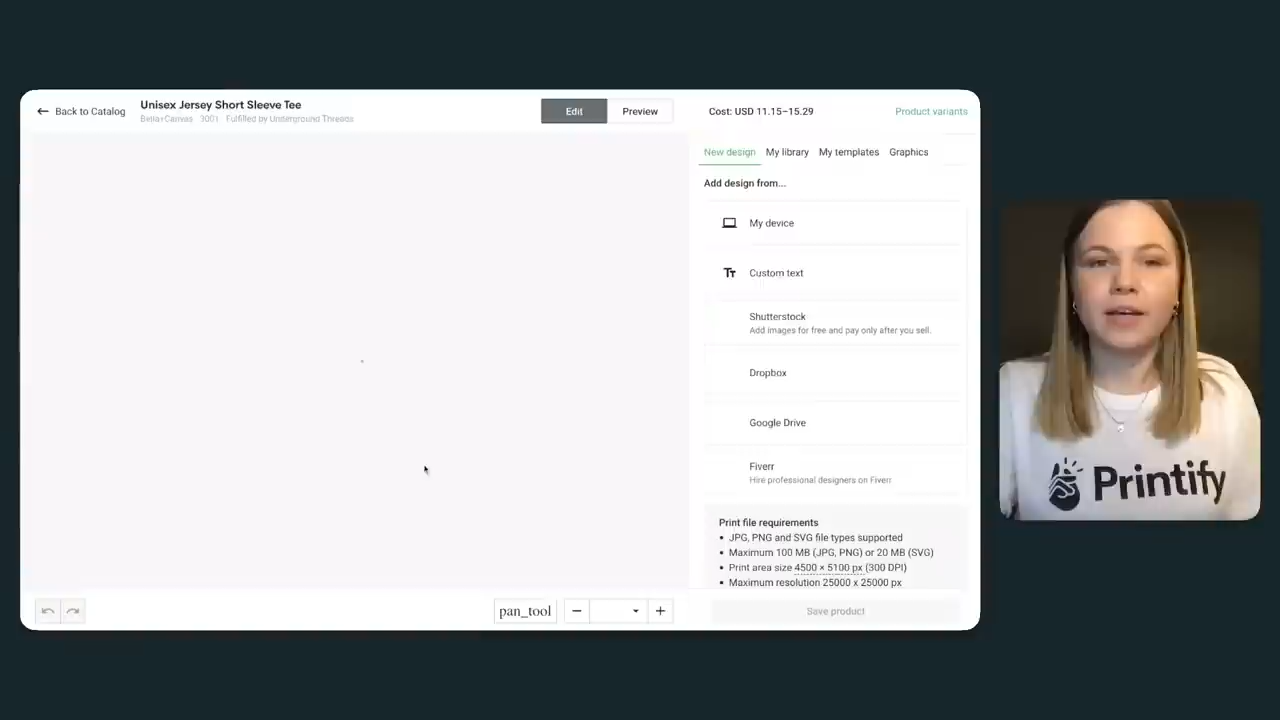 Back to Catalog
Unisex Jersey Short Sleeve Tee
Bella+Canvas 3001 Fulfilled by Underground Threads
Edit
Preview
Cost: USD 11.15–15.29
Product variants
New design
My library
My templates
Graphics
Add design from...
My device
Tt Custom text
Shutterstock
Add images for free and pay only after you sell.
Dropbox
Google Drive
Fiverr
Hire professional designers on Fiverr
Print file requirements
• JPG, PNG and SVG file types supported
• Maximum 100 MB (JPG, PNG) or 20 MB (SVG)
• Print area size 4500 × 5100 px (300 DPI)
• Maximum resolution 25000 x 25000 px
pan_tool
Save product
Printify